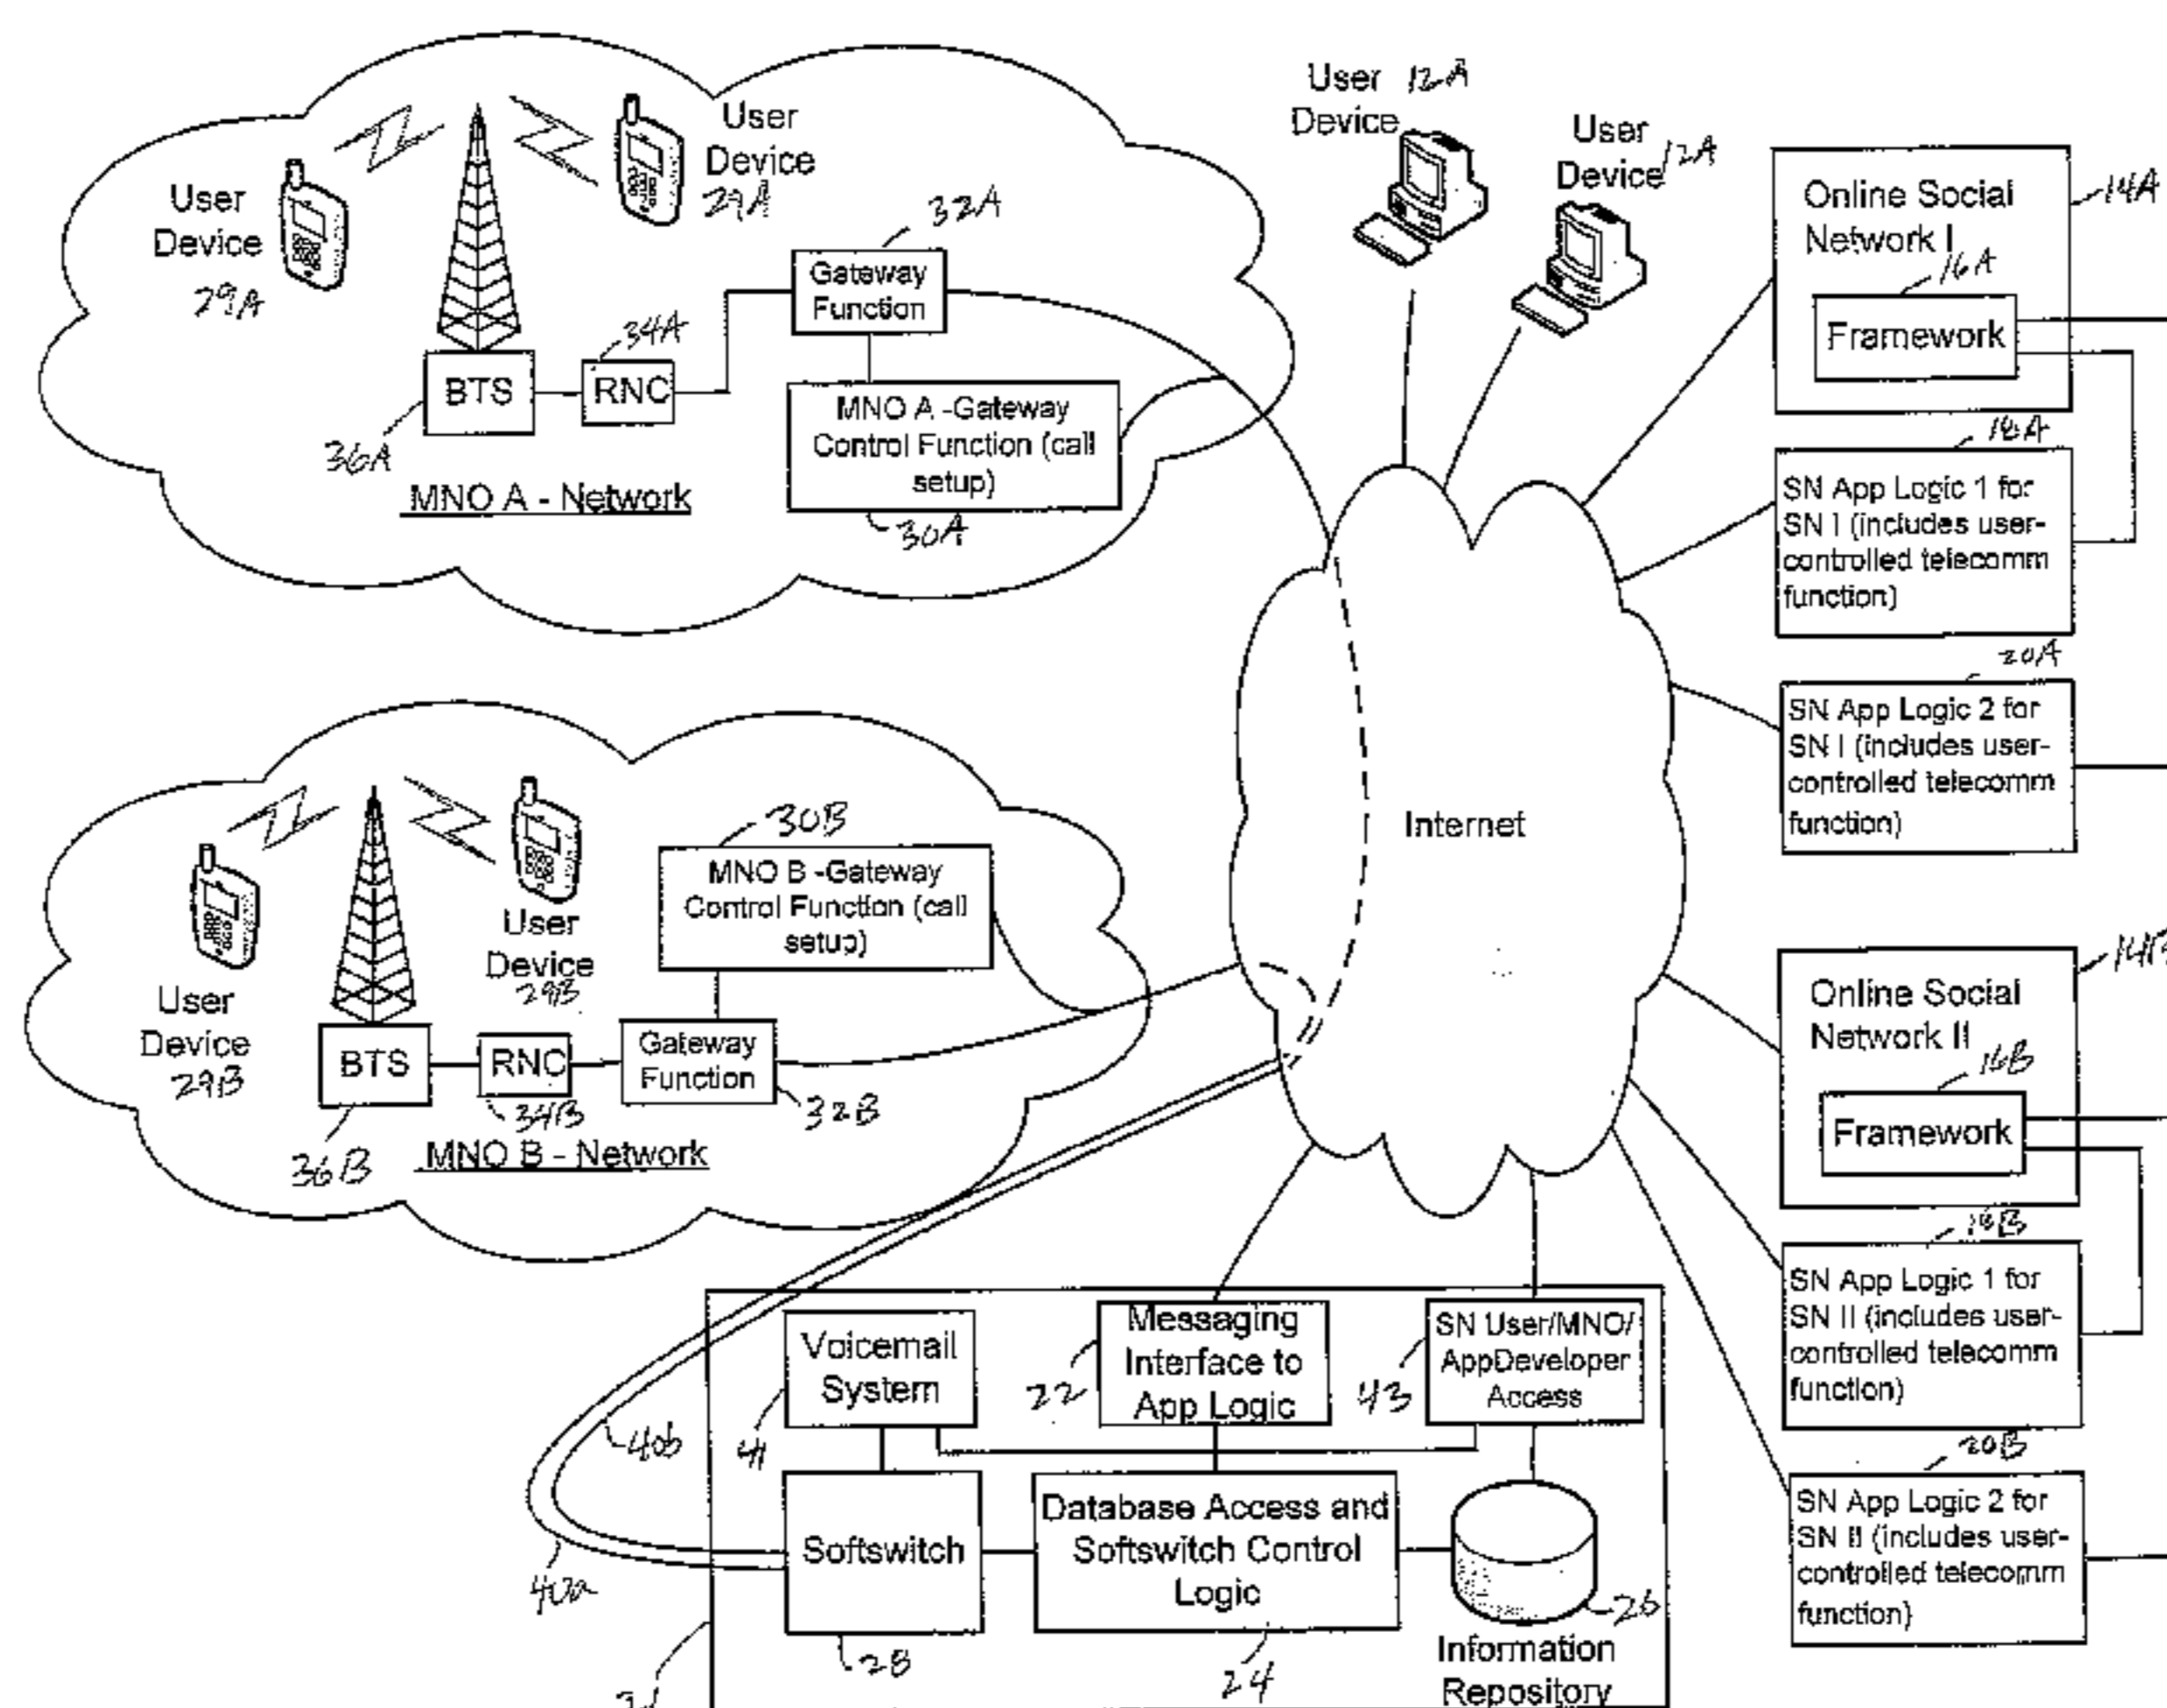 User
Device
29A
User
Device
29A
32A
Gateway
Function
34A
BTS
RNC
36A
MNO A -Gateway
Control Function (call
setup)
30A
MNO A - Network
User 12A
Device
User
Device 12A
Online Social
Network I
14A
16A
Framework
18A
SN App Logic 1 for
SN I (includes user-
controlled telecomm
function)
20A
SN App Logic 2 for
SN I (includes user-
controlled telecomm
function)
Internet
User
Device
29B
User
Device
29B
30B
MNO B -Gateway
Control Function (call
setup)
BTS
RNC
Gateway
Function
36B
34B
32B
MNO B - Network
Online Social
Network II
14B
16B
Framework
18B
SN App Logic 1 for
SN II (includes user-
controlled telecomm
function)
20B
SN App Logic 2 for
SN II (includes user-
controlled telecomm
function)
Voicemail
System
41
Messaging
Interface to
App Logic
22
SN User/MNO/
AppDeveloper
Access
43
40b
40a
Softswitch
28
Database Access and
Softswitch Control
Logic
24
26
Information
Repository